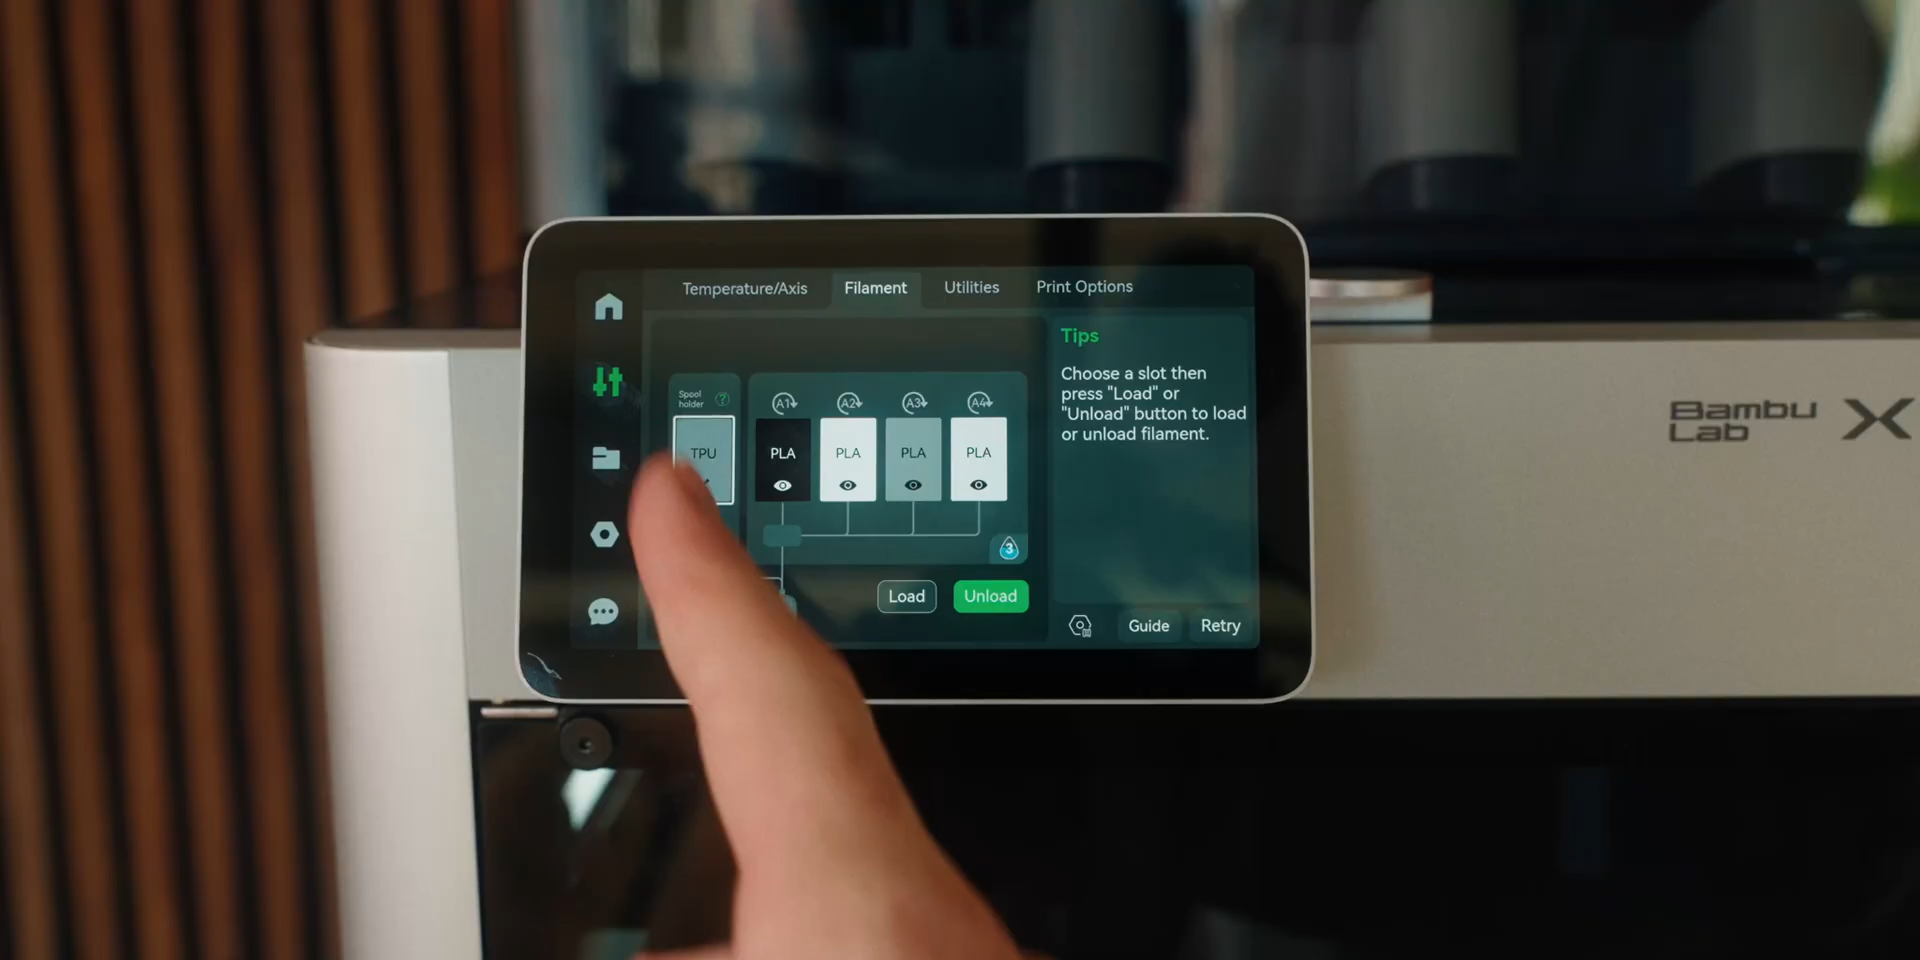 Temperature/Axis Filament Utilities Print Options
Tips
Choose a slot then
press "Load" or
"Unload" button to load
or unload filament.
Spool
holder ?
A1 A2 A3 A4
TPU PLA PLA PLA PLA
3
Load Unload
Guide Retry
Bambu
Lab X